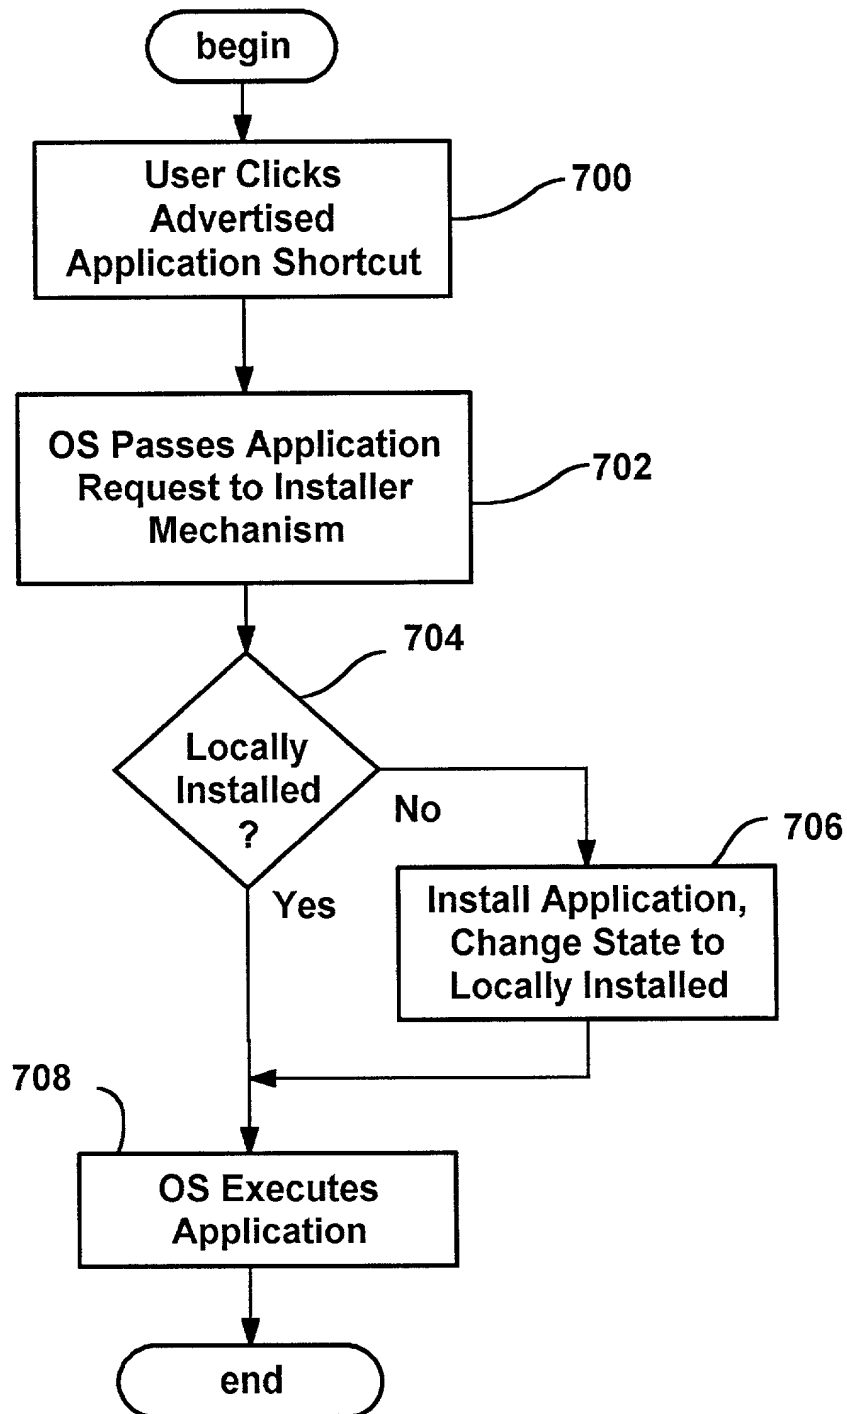 begin
User Clicks
Advertised
Application Shortcut
700
OS Passes Application
Request to Installer
Mechanism
702
704
Locally
Installed
?
No
Yes
706
Install Application,
Change State to
Locally Installed
708
OS Executes
Application
end